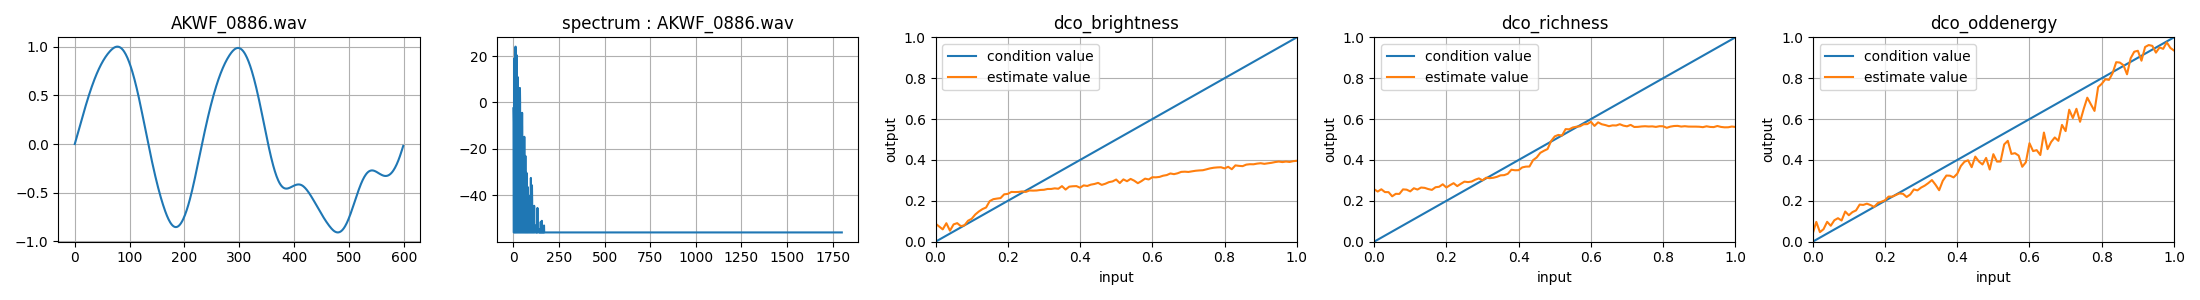 AKWF_0886.wav
1.0
0.5
0.0
−0.5
−1.0
0 100 200 300 400 500 600
spectrum : AKWF_0886.wav
20
0
−20
−40
0 250 500 750 1000 1250 1500 1750
dco_brightness
condition value
estimate value
output
1.0
0.8
0.6
0.4
0.2
0.0
0.0 0.2 0.4 0.6 0.8 1.0
input
dco_richness
condition value
estimate value
output
1.0
0.8
0.6
0.4
0.2
0.0
0.0 0.2 0.4 0.6 0.8 1.0
input
dco_oddenergy
condition value
estimate value
output
1.0
0.8
0.6
0.4
0.2
0.0
0.0 0.2 0.4 0.6 0.8 1.0
input